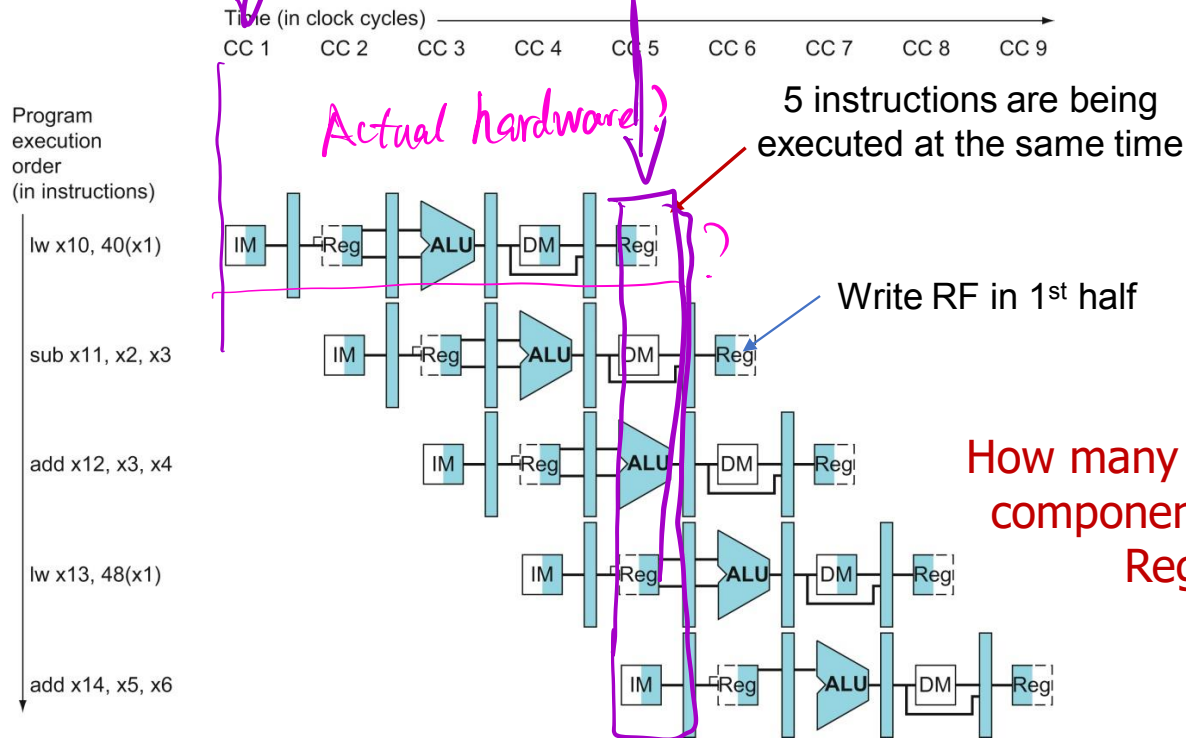 Time (in clock cycles)
CC 1 CC 2 CC 3 CC 4 CC 5 CC 6 CC 7 CC 8 CC 9
Actual hardware?
5 instructions are being
executed at the same time
Program
execution
order
(in instructions)
lw x10, 40(x1) IM Reg ALU DM Reg ?
Write RF in 1st half
sub x11, x2, x3 IM Reg ALU DM Reg
add x12, x3, x4 IM Reg ALU DM Reg
How many
componen
Reg
lw x13, 48(x1) IM Reg ALU DM Reg
add x14, x5, x6 IM Reg ALU DM Reg